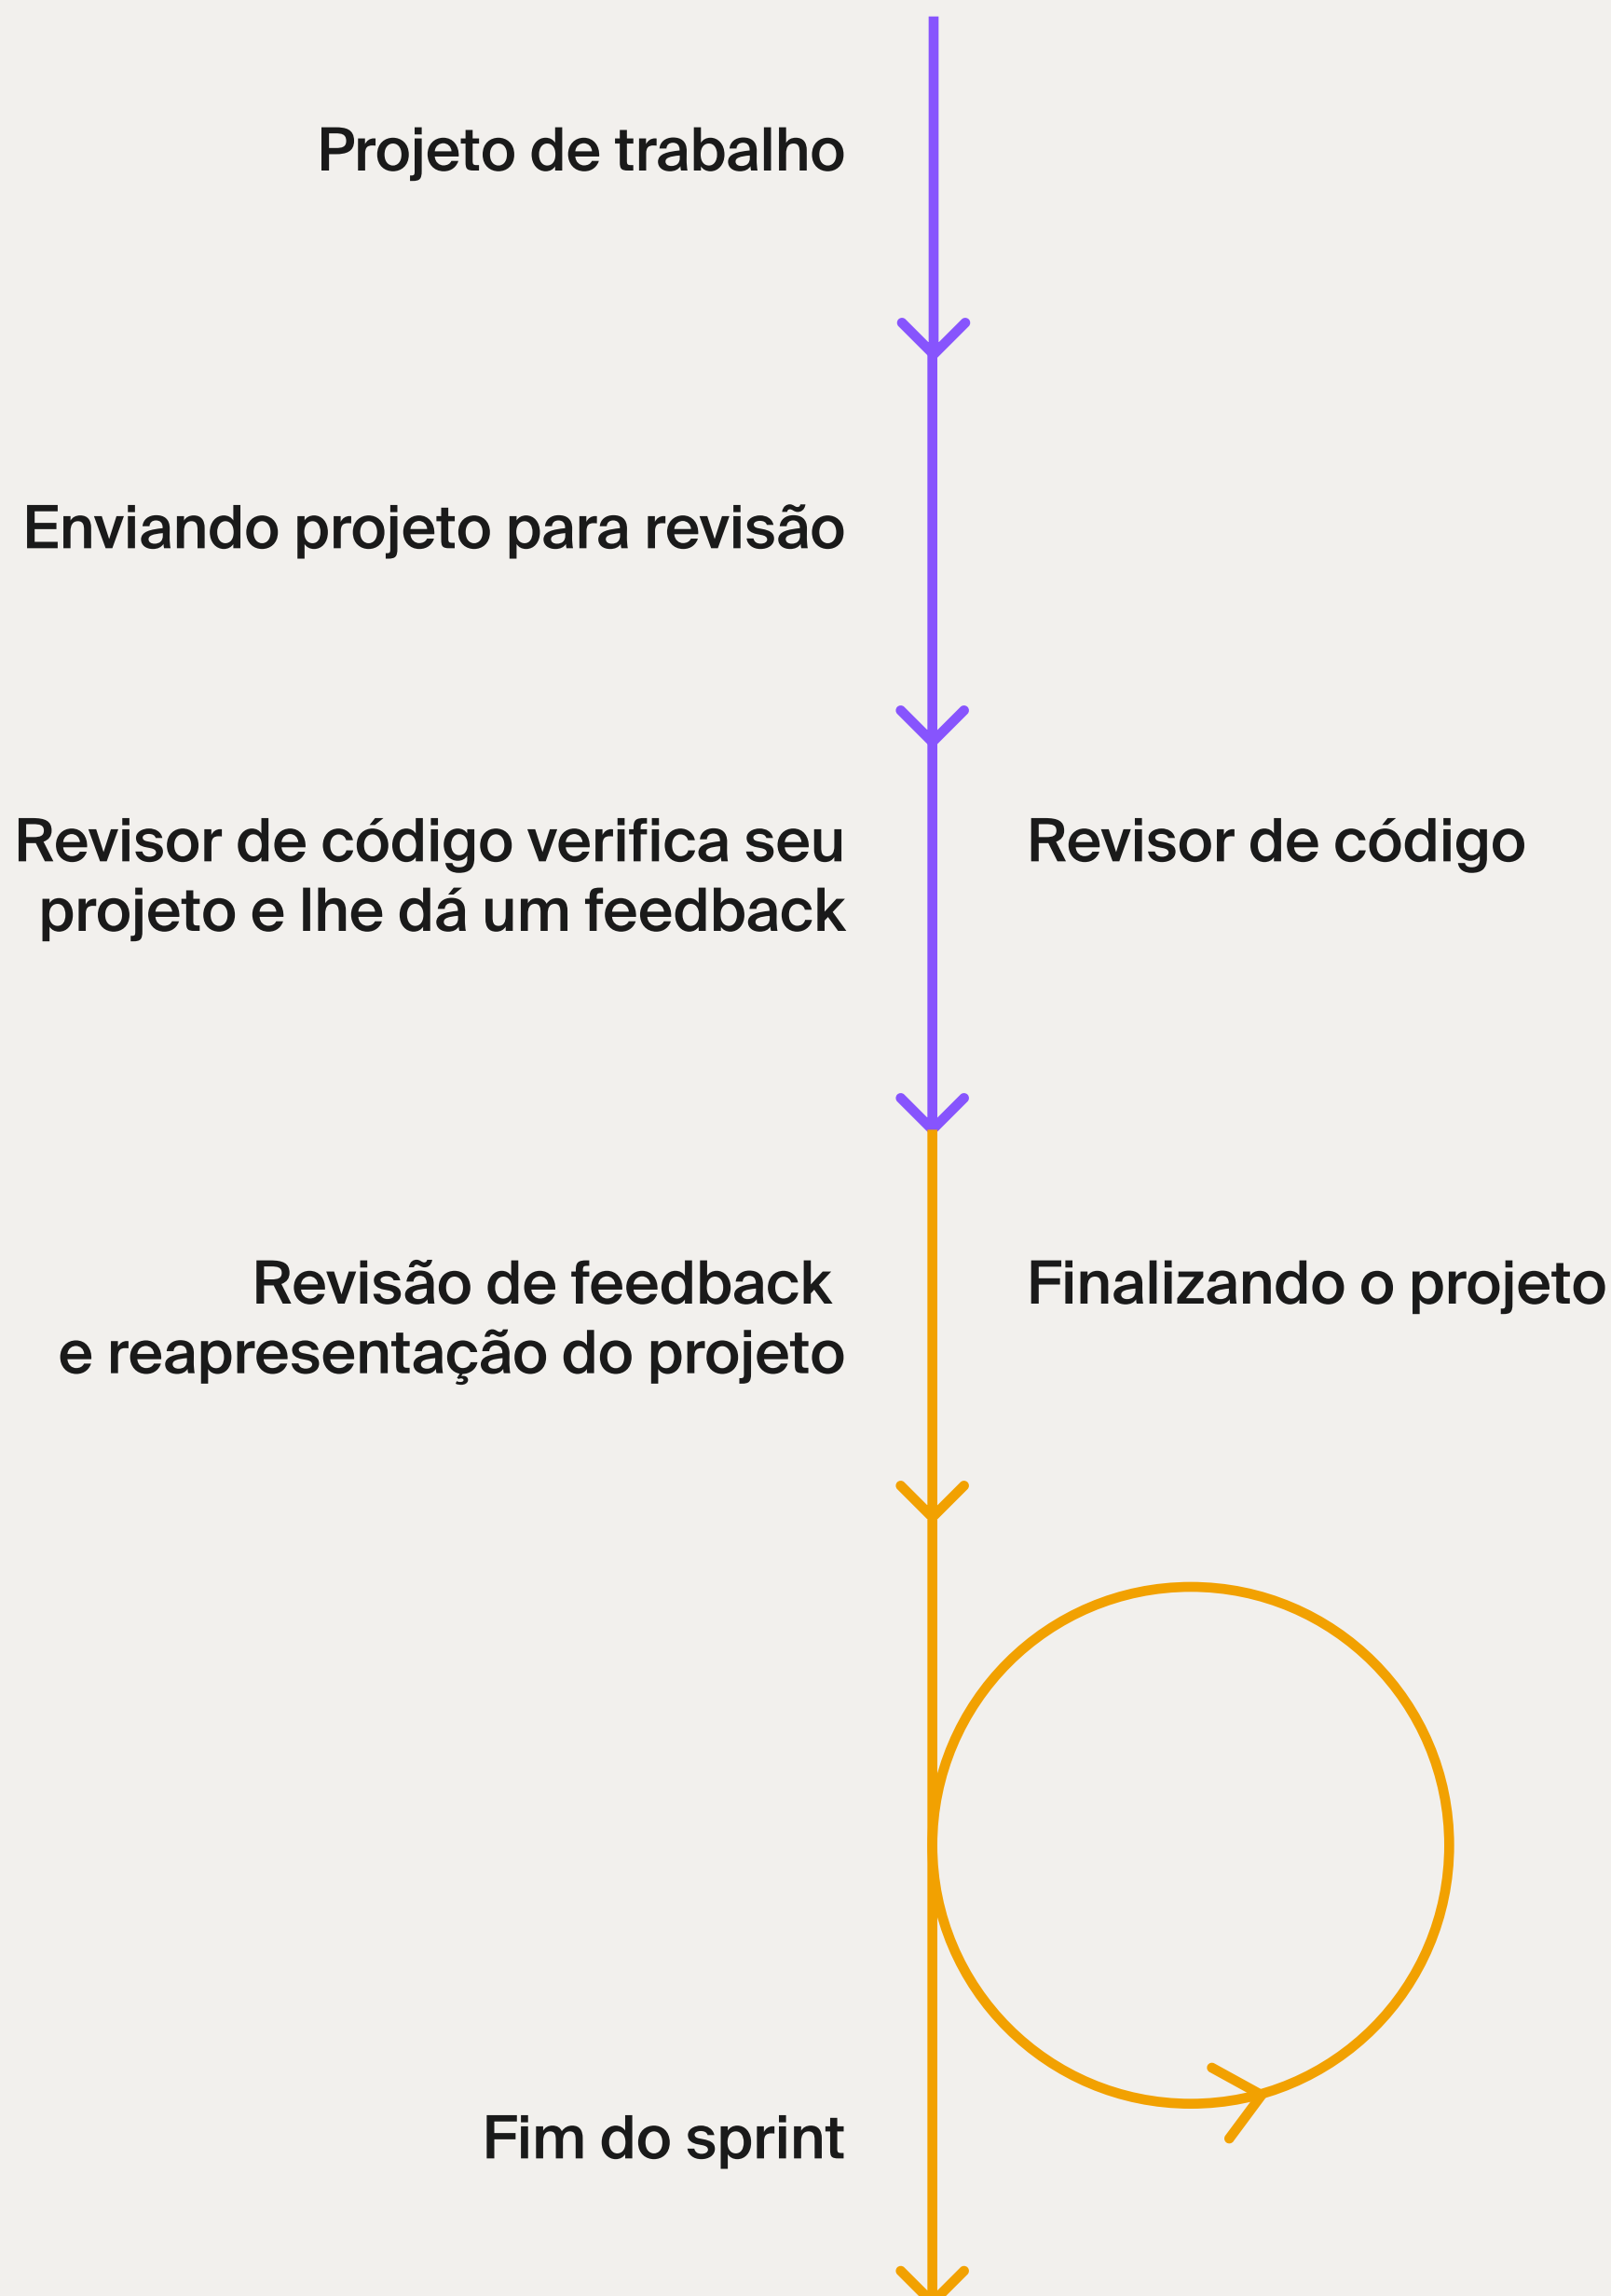 Projeto de trabalho
Enviando projeto para revisão
Revisor de código verifica seu
projeto e lhe dá um feedback
Revisor de código
Revisão de feedback
e reapresentação do projeto
Finalizando o projeto
Fim do sprint